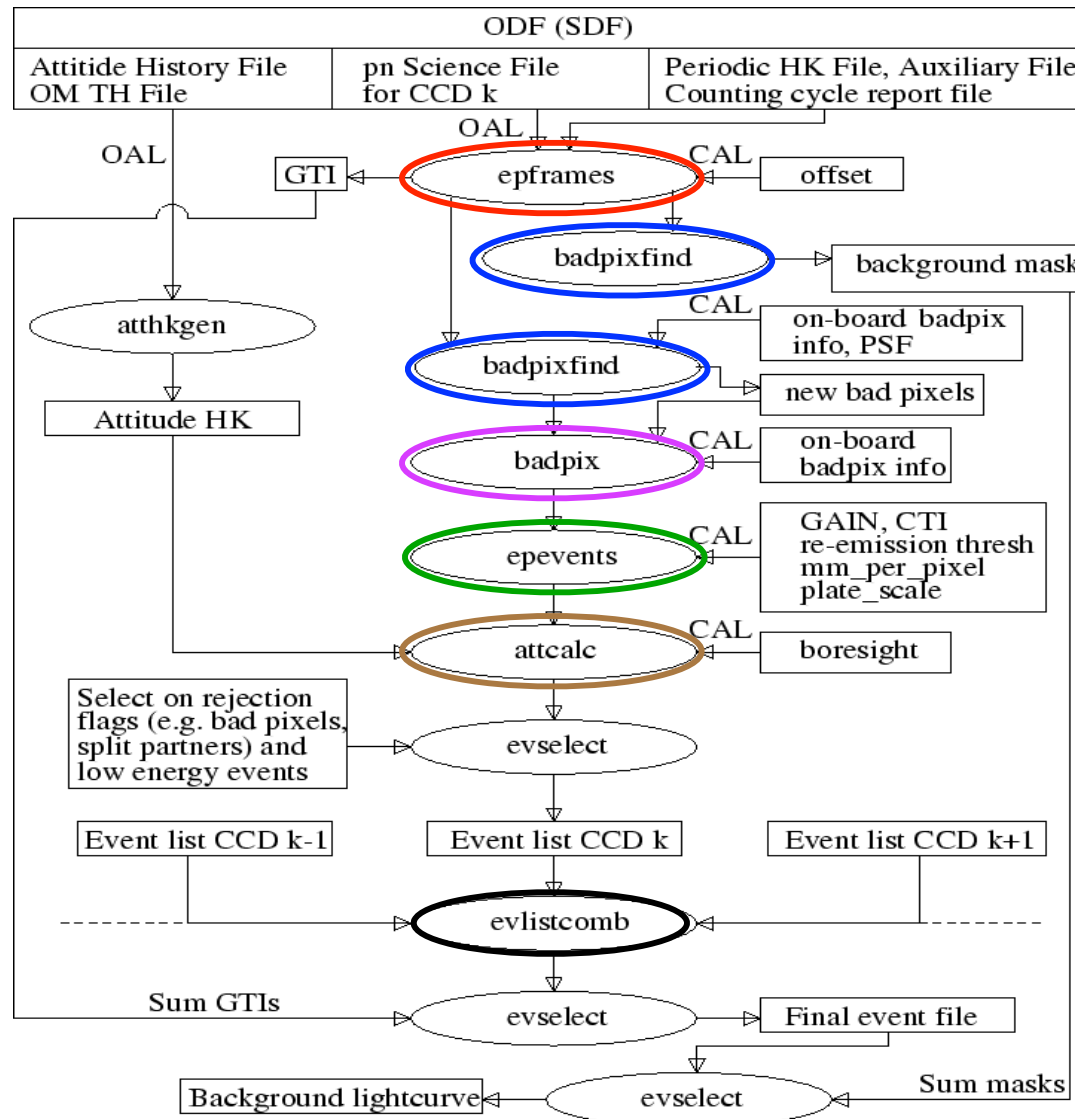 ODF (SDF)
Attitide History File
OM TH File
pn Science File
for CCD k
Periodic HK File, Auxiliary File
Counting cycle report file
OAL
OAL
GTI
epframes
CAL
offset
badpixfind
background mask
atthkgen
CAL
on-board badpix
info, PSF
badpixfind
new bad pixels
Attitude HK
badpix
CAL
on-board
badpix info
epevents
CAL
GAIN, CTI
re-emission thresh
mm_per_pixel
plate_scale
attcalc
CAL
boresight
Select on rejection
flags (e.g. bad pixels,
split partners) and
low energy events
evselect
Event list CCD k-1
Event list CCD k
Event list CCD k+1
evlistcomb
Sum GTIs
evselect
Final event file
Background lightcurve
evselect
Sum masks